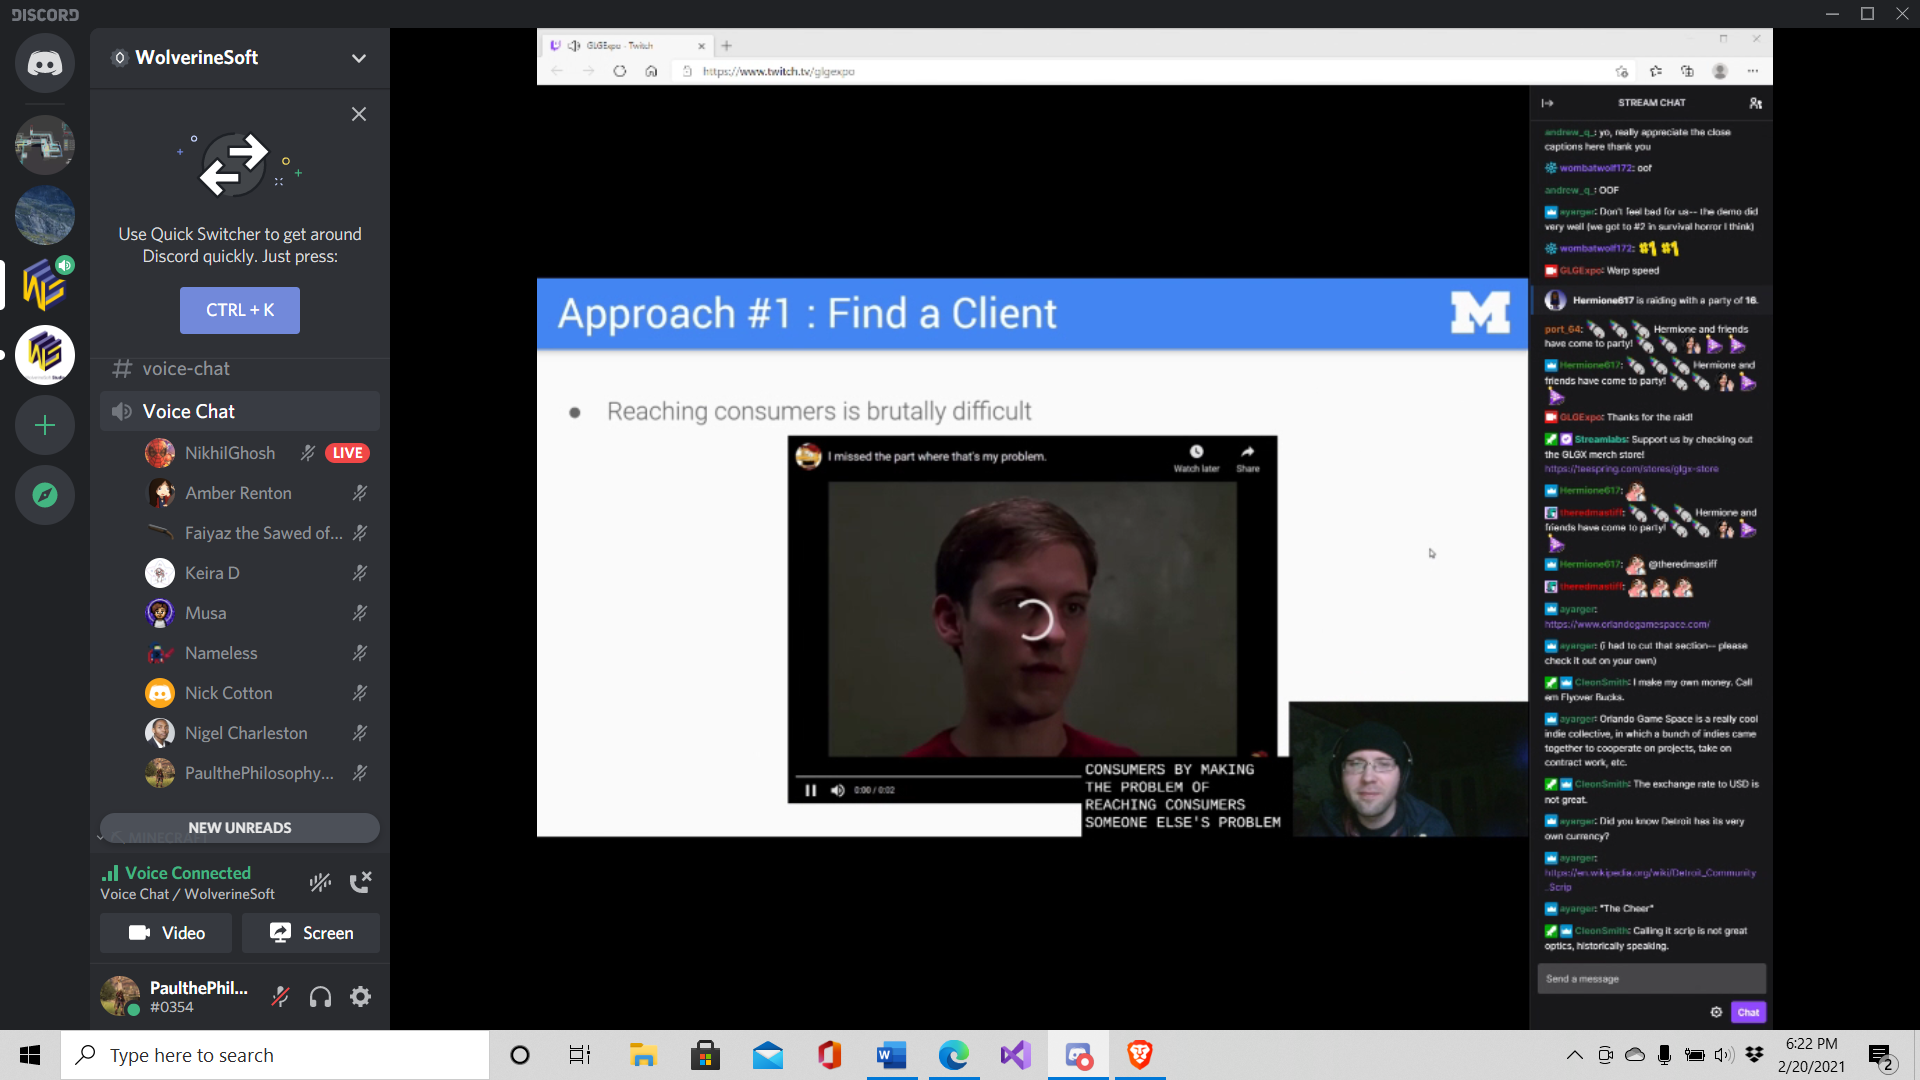 DISCORD
WolverineSoft
Use Quick Switcher to get around
Discord quickly. Just press:
CTRL + K
voice-chat
Voice Chat
NikhilGhosh LIVE
Amber Renton
Faiyaz the Sawed of...
Keira D
Musa
Nameless
Nick Cotton
Nigel Charleston
PaulthePhilosophy...
NEW UNREADS
MINECRAFT
Voice Connected
Voice Chat / WolverineSoft
Video
Screen
PaulthePhil...
#0354
GLGExpo - Twitch
https://www.twitch.tv/glgexpo
Approach #1 : Find a Client
M
● Reaching consumers is brutally difficult
I missed the part where that's my problem.
Watch later
Share
0:00 / 0:02
CONSUMERS BY MAKING
THE PROBLEM OF
REACHING CONSUMERS
SOMEONE ELSE'S PROBLEM
STREAM CHAT
andrew_q_: yo, really appreciate the close
captions here thank you
wombatwolf172: oof
andrew_q_: OOF
ayarger: Don't feel bad for us-- the demo did
very well (we got to #2 in survival horror I think)
wombatwolf172: #1 #1
GLGExpo: Warp speed
Hermione617 is raiding with a party of 16.
port_64: Hermione and friends
have come to party!
Hermione617: Hermione and
friends have come to party!
GLGExpo: Thanks for the raid!
Streamlabs: Support us by checking out
the GLGX merch store!
https://teespring.com/stores/glgx-store
Hermione617:
theredmastiff: Hermione and
friends have come to party!
Hermione617: @theredmastiff
theredmastiff:
ayarger:
https://www.orlandogamespace.com/
ayarger: (i had to cut that section-- please
check it out on your own)
CleonSmith: I make my own money. Call
em Flyover Bucks.
ayarger: Orlando Game Space is a really cool
indie collective, in which a bunch of indies came
together to cooperate on projects, take on
contract work, etc.
CleonSmith: The exchange rate to USD is
not great.
ayarger: Did you know Detroit has its very
own currency?
ayarger:
https://en.wikipedia.org/wiki/Detroit_Community
_Scrip
ayarger: "The Cheer"
CleonSmith: Calling it scrip is not great
optics, historically speaking.
Send a message
Chat
Type here to search
6:22 PM
2/20/2021
2